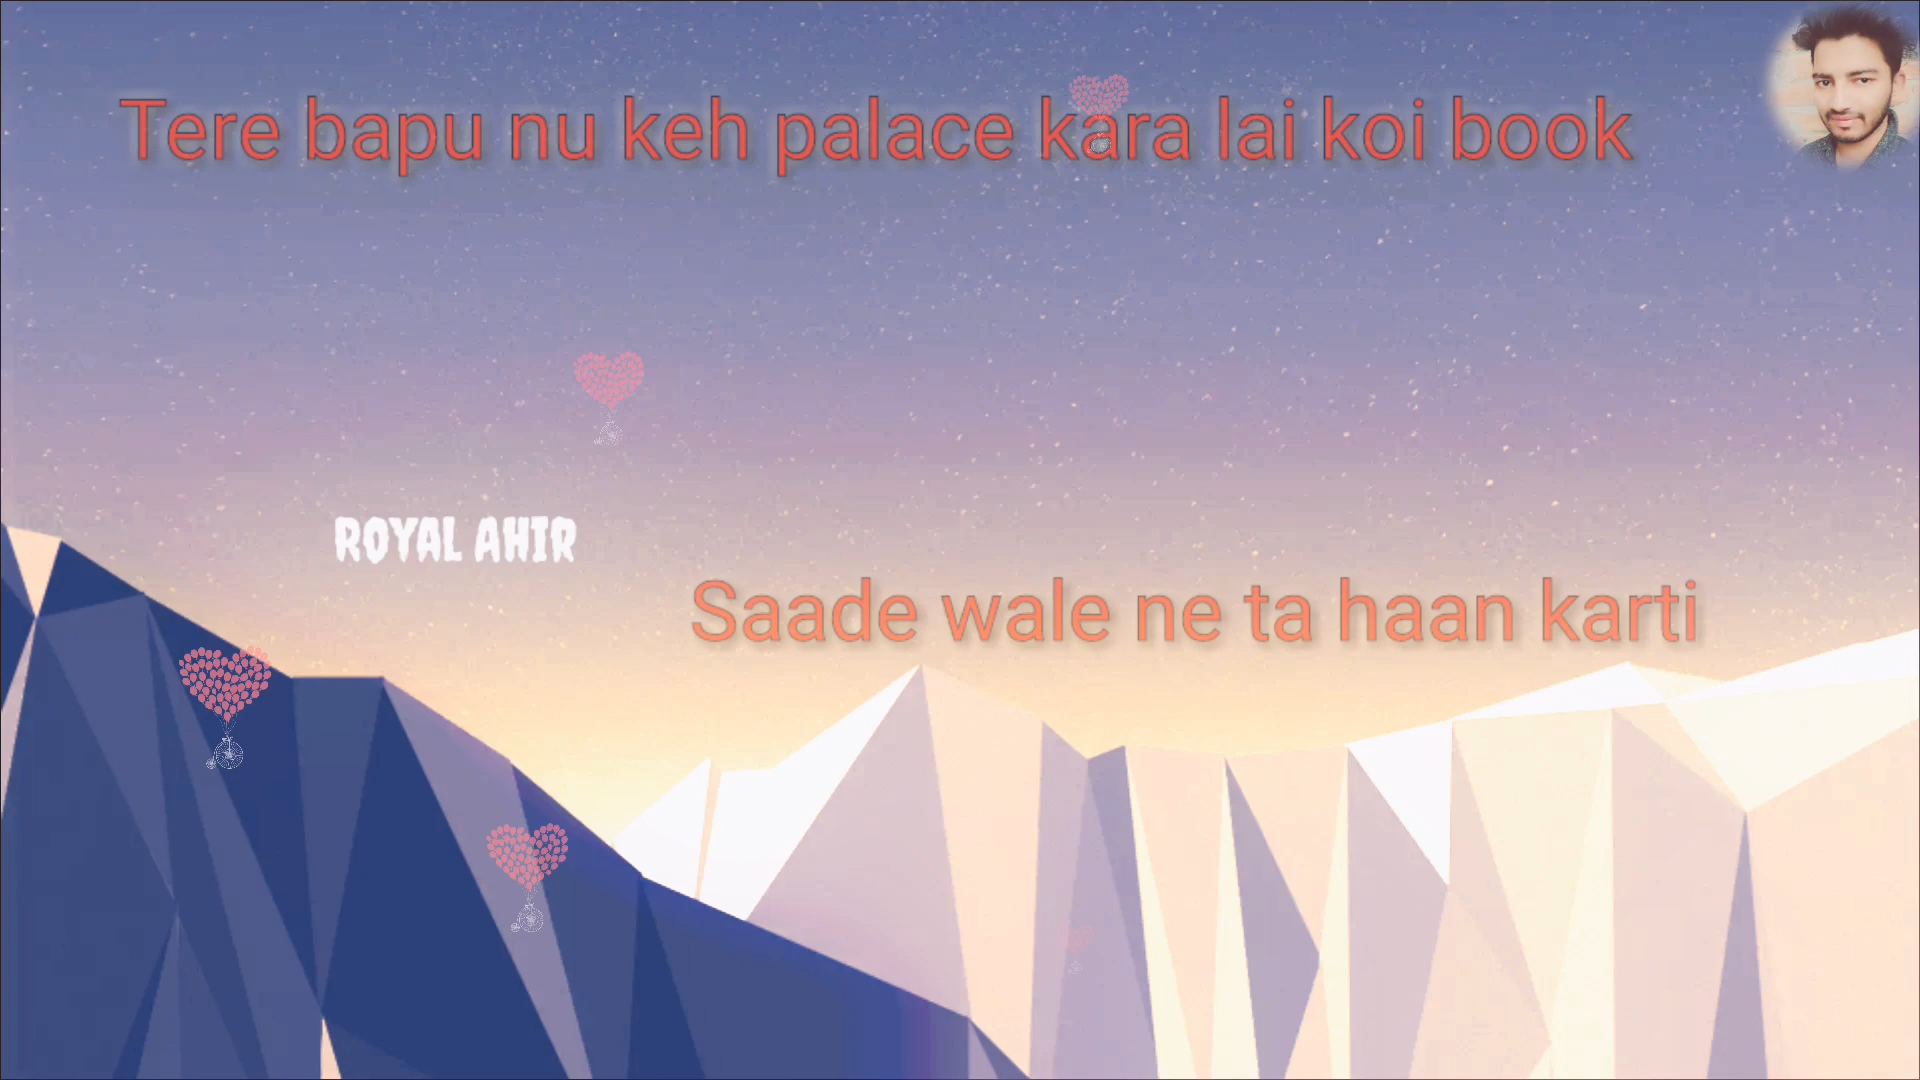 Tere bapu nu keh palace kara lai koi book
ROYAL AHIR
Saade wale ne ta haan karti